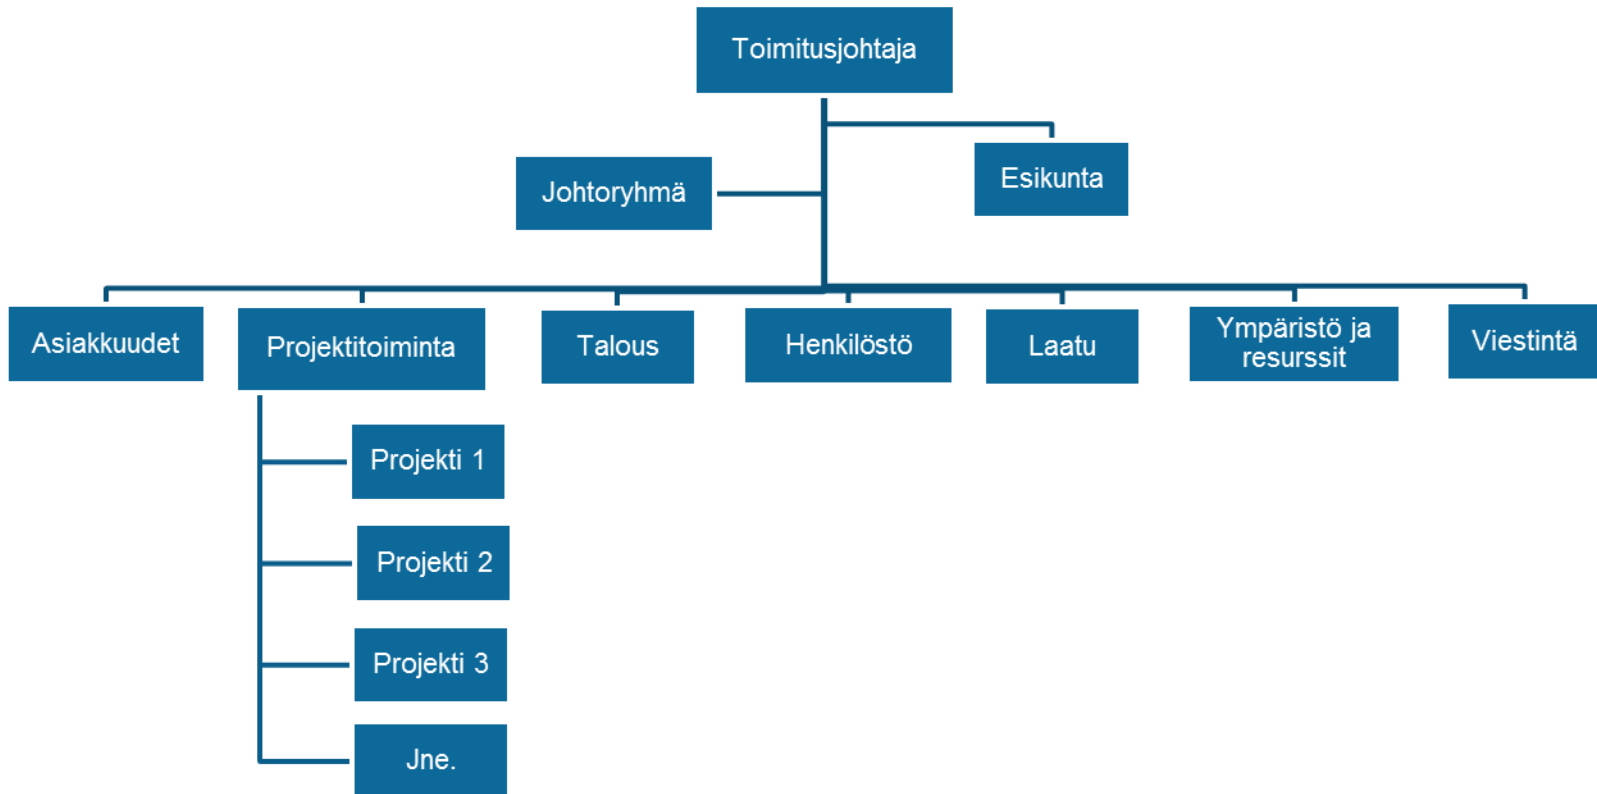 Toimitusjohtaja
Esikunta
Johtoryhmä
Asiakkuudet
Projektitoiminta
Talous
Henkilöstö
Laatu
Ympäristö ja
resurssit
Viestintä
Projekti 1
Projekti 2
Projekti 3
Jne.